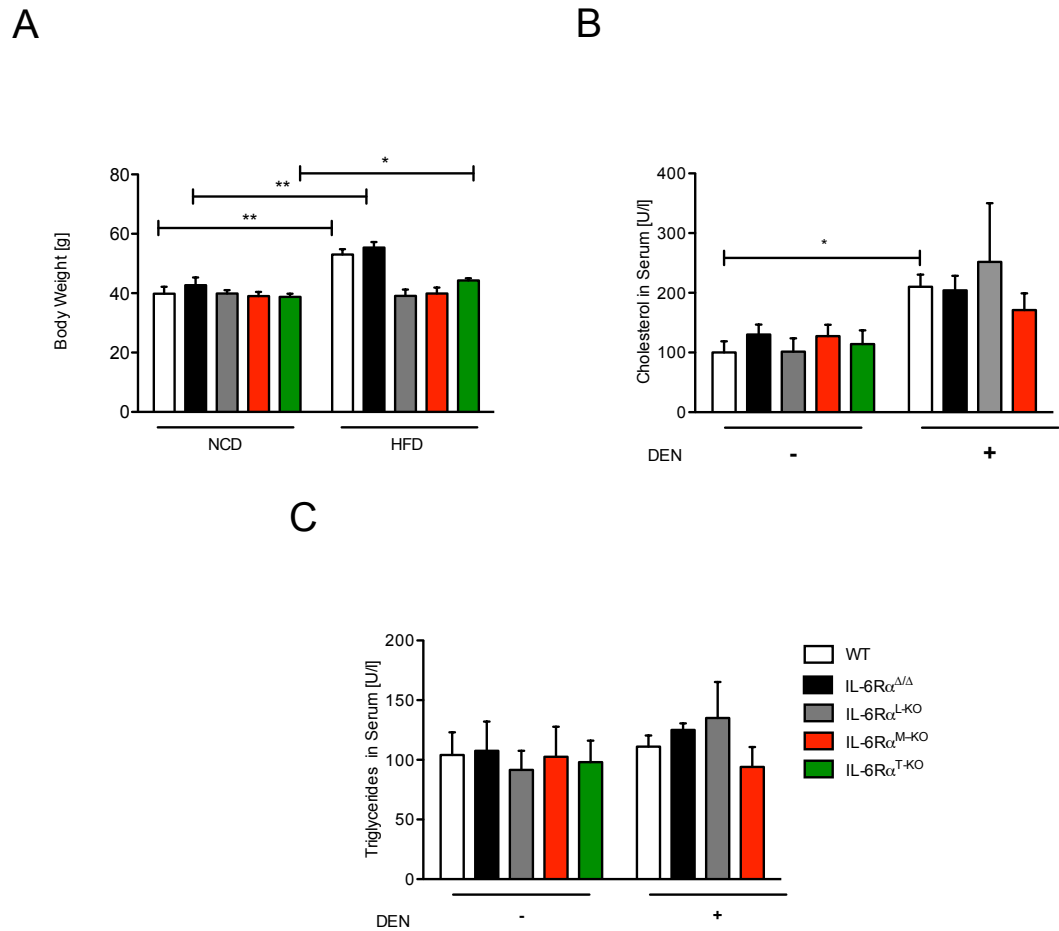 A
B
80
60
40
20
0
Body Weight [g]
**
**
*
NCD
HFD
400
300
200
100
0
Cholesterol in Serum [U/l]
*
DEN
-
+
C
200
150
100
50
0
Triglycerides in Serum [U/l]
DEN
-
+
WT
IL-6Rα^Δ/Δ
IL-6Rα^L-KO
IL-6Rα^M–KO
IL-6Rα^T-KO